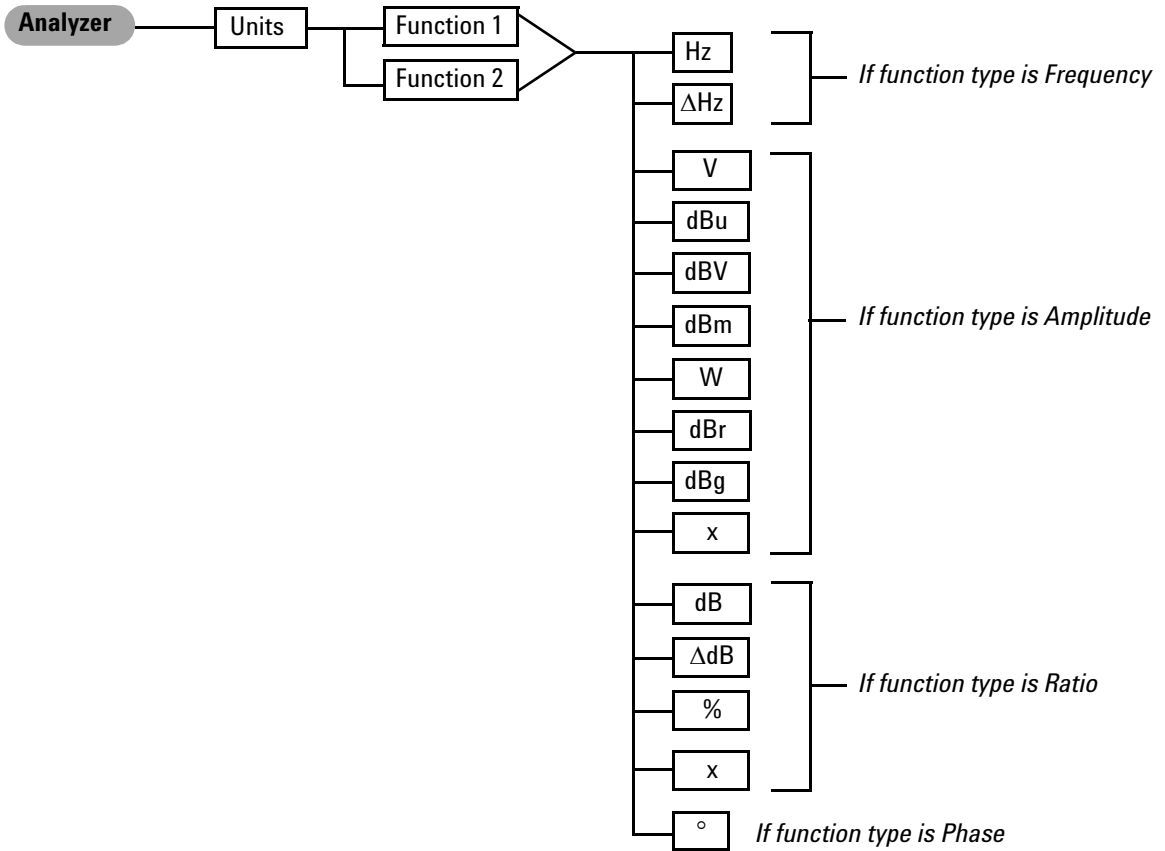 Analyzer
Units
Function 1
Function 2
Hz
ΔHz
If function type is Frequency
V
dBu
dBV
dBm
W
dBr
dBg
x
If function type is Amplitude
dB
ΔdB
%
x
If function type is Ratio
°
If function type is Phase